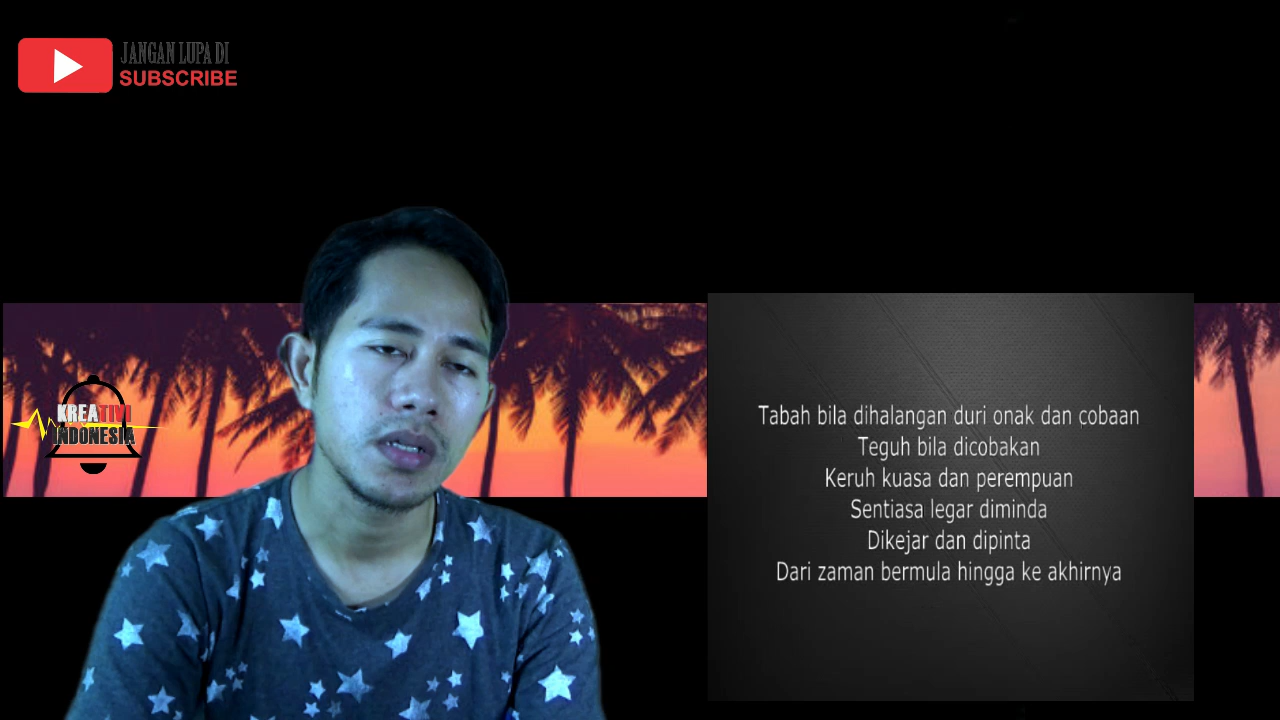 JANGAN LUPA DI
SUBSCRIBE
KREATIVI
INDONESIA
Tabah bila dihalangan duri onak dan cobaan
Teguh bila dicobakan
Keruh kuasa dan perempuan
Sentiasa legar diminda
Dikejar dan dipinta
Dari zaman bermula hingga ke akhirnya